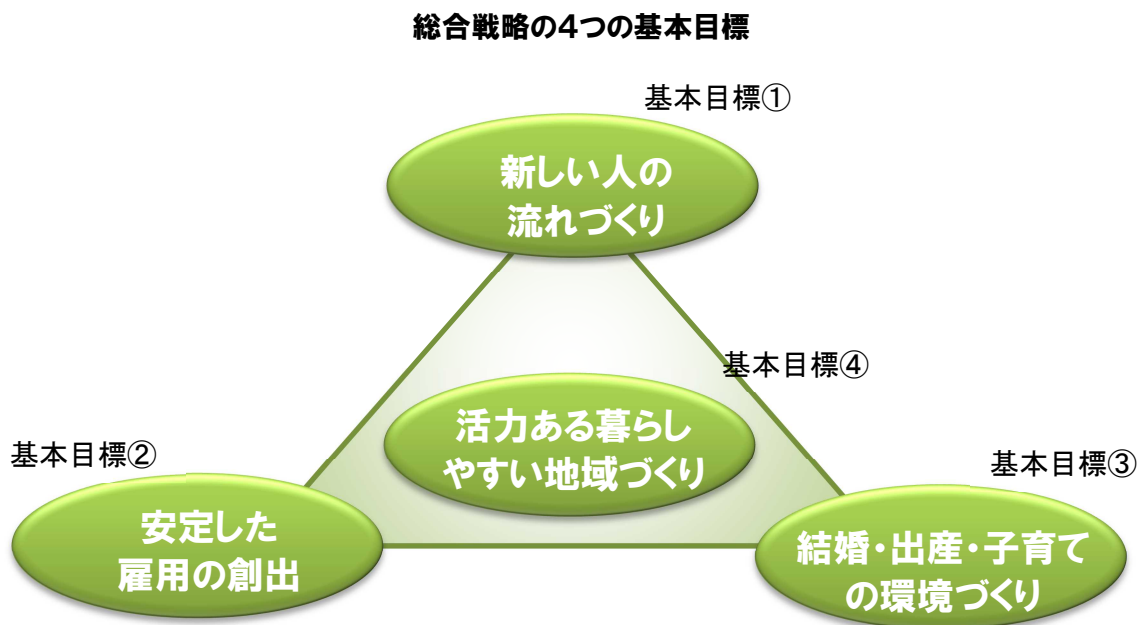 総合戦略の4つの基本目標
基本目標①
新しい人の
流れづくり
基本目標④
活力ある暮らし
やすい地域づくり
基本目標②
安定した
雇用の創出
基本目標③
結婚・出産・子育て
の環境づくり